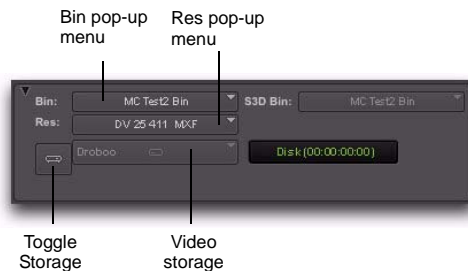 Bin pop-up
menu
Res pop-up
menu
Bin: MC Test2 Bin S3D Bin: MC Test2 Bin
Res: DV 25 411 MXF
Droboo Disk(00:00:00:00)
Toggle
Storage
Video
storage